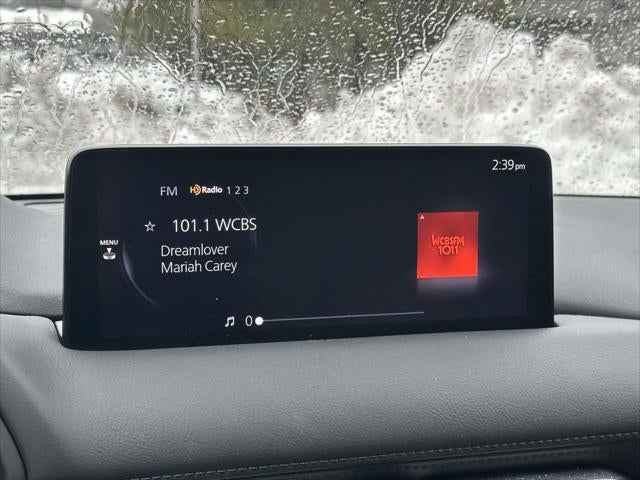 2:39pm
FM HD Radio 1 2 3
101.1 WCBS
MENU
Dreamlover
Mariah Carey
WCBSFM
101.1
0